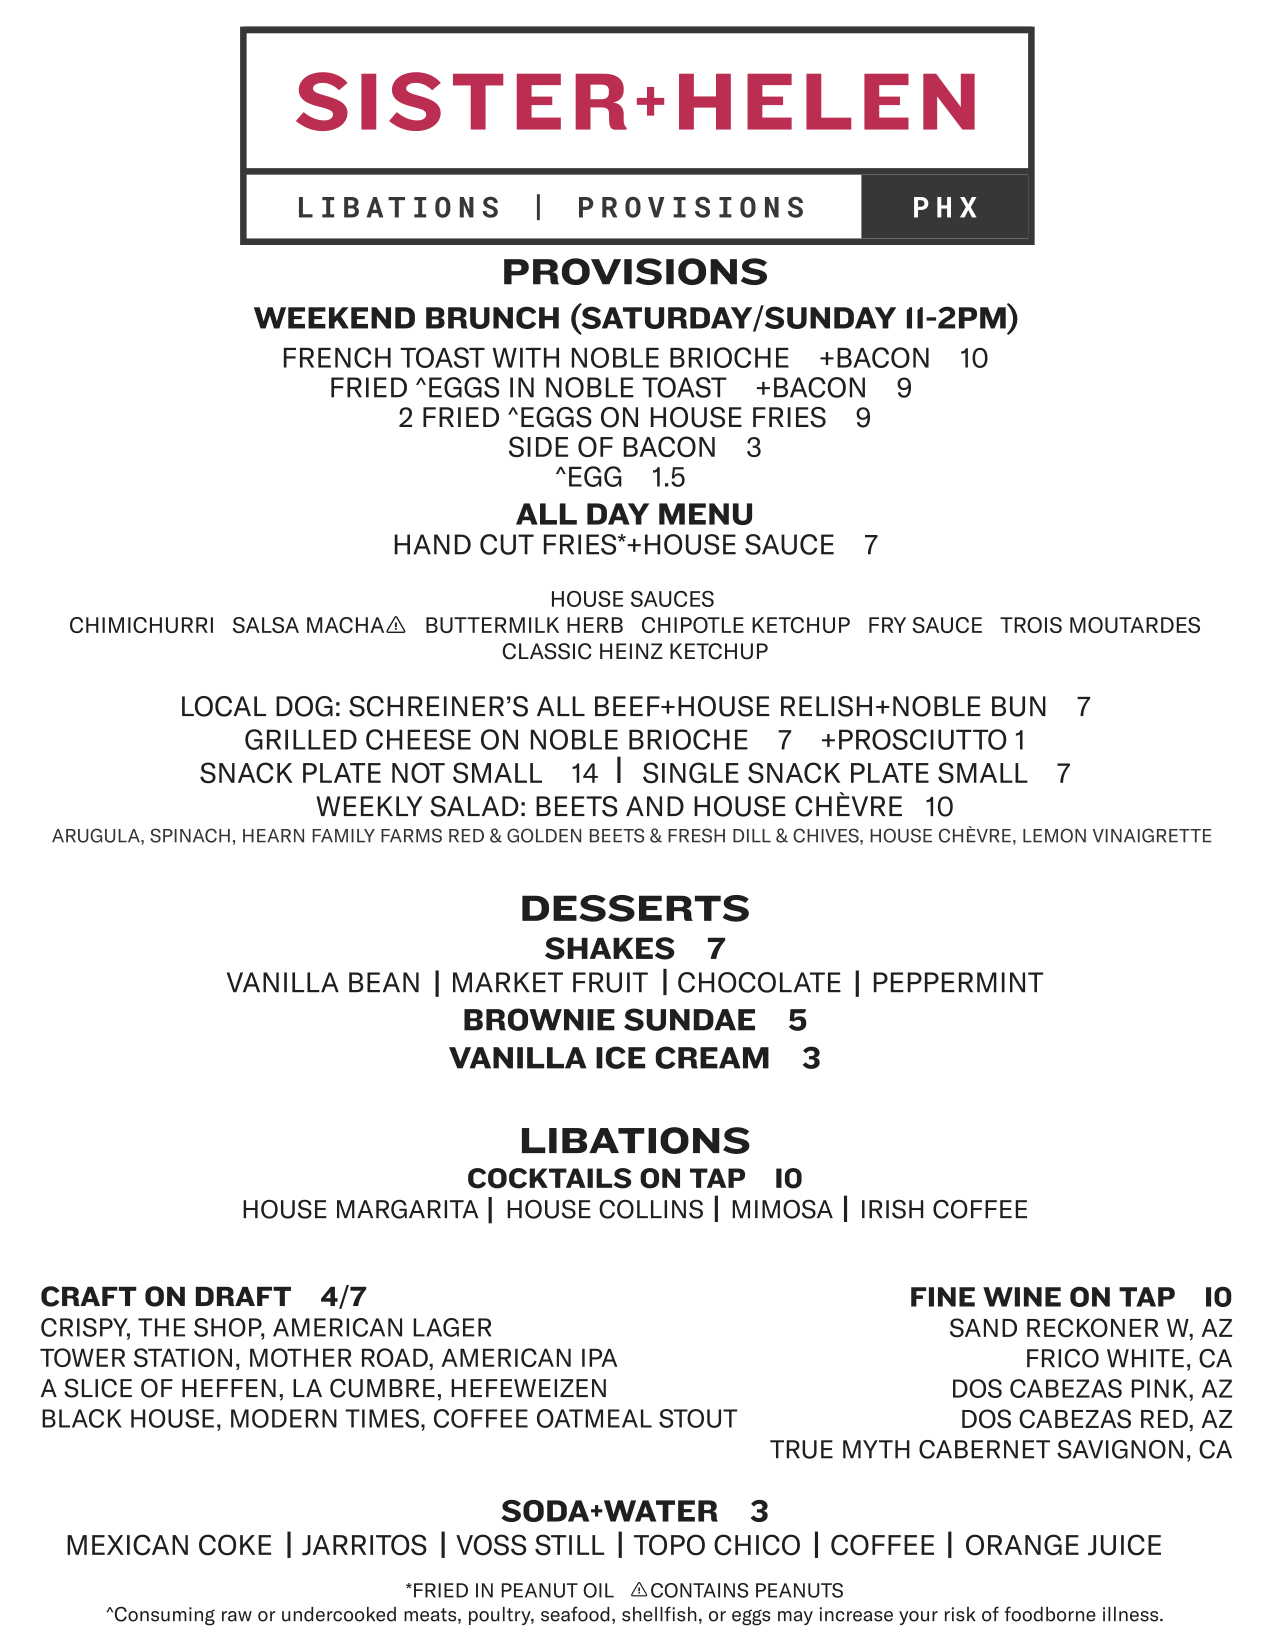 SISTER+HELEN
LIBATIONS | PROVISIONS PHX
PROVISIONS
WEEKEND BRUNCH (SATURDAY/SUNDAY 11-2PM)
FRENCH TOAST WITH NOBLE BRIOCHE +BACON 10
FRIED ^EGGS IN NOBLE TOAST +BACON 9
2 FRIED ^EGGS ON HOUSE FRIES 9
SIDE OF BACON 3
^EGG 1.5
ALL DAY MENU
HAND CUT FRIES*+HOUSE SAUCE 7
HOUSE SAUCES
CHIMICHURRI SALSA MACHA⚠ BUTTERMILK HERB CHIPOTLE KETCHUP FRY SAUCE TROIS MOUTARDES
CLASSIC HEINZ KETCHUP
LOCAL DOG: SCHREINER'S ALL BEEF+HOUSE RELISH+NOBLE BUN 7
GRILLED CHEESE ON NOBLE BRIOCHE 7 +PROSCIUTTO 1
SNACK PLATE NOT SMALL 14 | SINGLE SNACK PLATE SMALL 7
WEEKLY SALAD: BEETS AND HOUSE CHÈVRE 10
ARUGULA, SPINACH, HEARN FAMILY FARMS RED & GOLDEN BEETS & FRESH DILL & CHIVES, HOUSE CHÈVRE, LEMON VINAIGRETTE
DESSERTS
SHAKES 7
VANILLA BEAN | MARKET FRUIT | CHOCOLATE | PEPPERMINT
BROWNIE SUNDAE 5
VANILLA ICE CREAM 3
LIBATIONS
COCKTAILS ON TAP 10
HOUSE MARGARITA | HOUSE COLLINS | MIMOSA | IRISH COFFEE
CRAFT ON DRAFT 4/7
CRISPY, THE SHOP, AMERICAN LAGER
TOWER STATION, MOTHER ROAD, AMERICAN IPA
A SLICE OF HEFFEN, LA CUMBRE, HEFEWEIZEN
BLACK HOUSE, MODERN TIMES, COFFEE OATMEAL STOUT
FINE WINE ON TAP 10
SAND RECKONER W, AZ
FRICO WHITE, CA
DOS CABEZAS PINK, AZ
DOS CABEZAS RED, AZ
TRUE MYTH CABERNET SAVIGNON, CA
SODA+WATER 3
MEXICAN COKE | JARRITOS | VOSS STILL | TOPO CHICO | COFFEE | ORANGE JUICE
*FRIED IN PEANUT OIL ⚠CONTAINS PEANUTS
^Consuming raw or undercooked meats, poultry, seafood, shellfish, or eggs may increase your risk of foodborne illness.